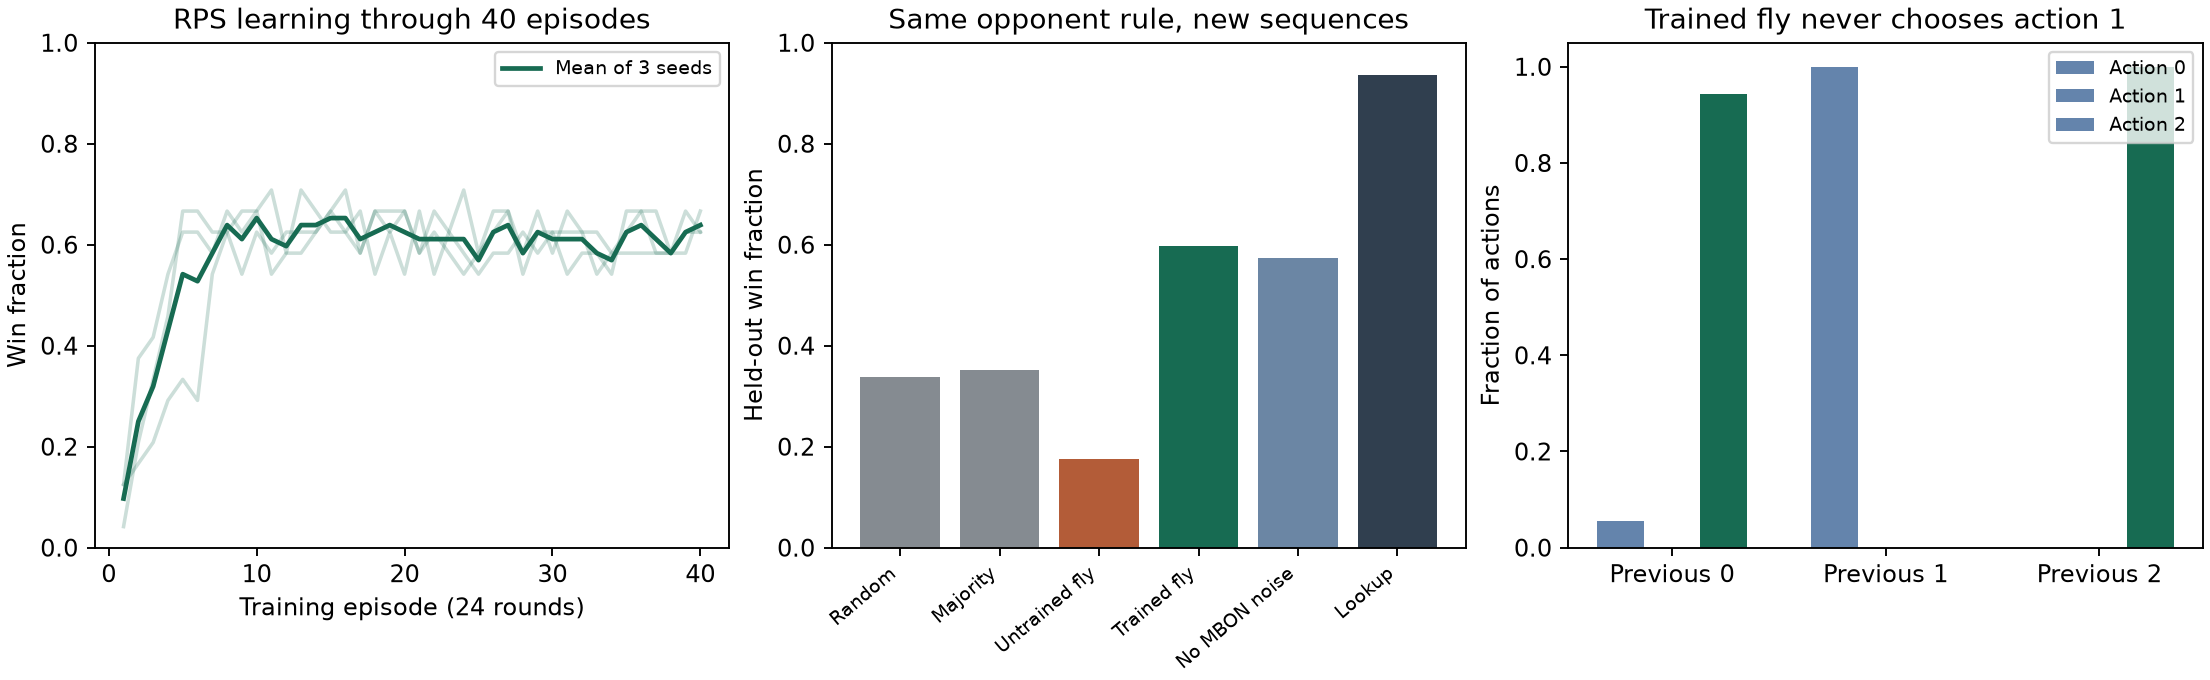 RPS learning through 40 episodes
Win fraction
1.0
0.8
0.6
0.4
0.2
0.0
Mean of 3 seeds
0 10 20 30 40
Training episode (24 rounds)
Same opponent rule, new sequences
Held-out win fraction
1.0
0.8
0.6
0.4
0.2
0.0
Random
Majority
Untrained fly
Trained fly
No MBON noise
Lookup
Trained fly never chooses action 1
Fraction of actions
1.0
0.8
0.6
0.4
0.2
0.0
Action 0
Action 1
Action 2
Previous 0 Previous 1 Previous 2